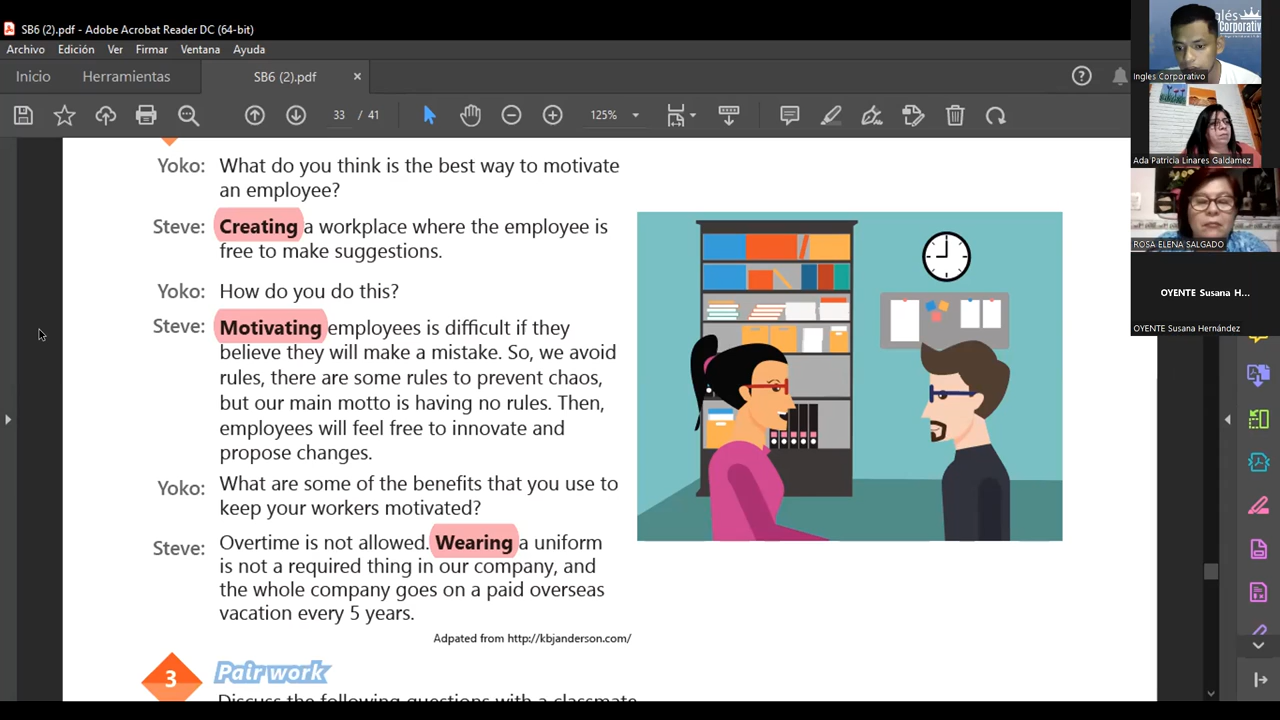 SB6 (2).pdf - Adobe Acrobat Reader DC (64-bit)
Archivo Edición Ver Firmar Ventana Ayuda
Inicio Herramientas SB6 (2).pdf ×
33 / 41 125%
Yoko: What do you think is the best way to motivate
an employee?
Steve: Creating a workplace where the employee is
free to make suggestions.
Yoko: How do you do this?
Steve: Motivating employees is difficult if they
believe they will make a mistake. So, we avoid
rules, there are some rules to prevent chaos,
but our main motto is having no rules. Then,
employees will feel free to innovate and
propose changes.
Yoko: What are some of the benefits that you use to
keep your workers motivated?
Steve: Overtime is not allowed. Wearing a uniform
is not a required thing in our company, and
the whole company goes on a paid overseas
vacation every 5 years.
Adpated from http://kbjanderson.com/
3 Pair work
Discuss the following questions with a classmate
Ingles Corporativo
Ada Patricia Linares Galdamez
ROSA ELENA SALGADO
OYENTE Susana H...
OYENTE Susana Hernández